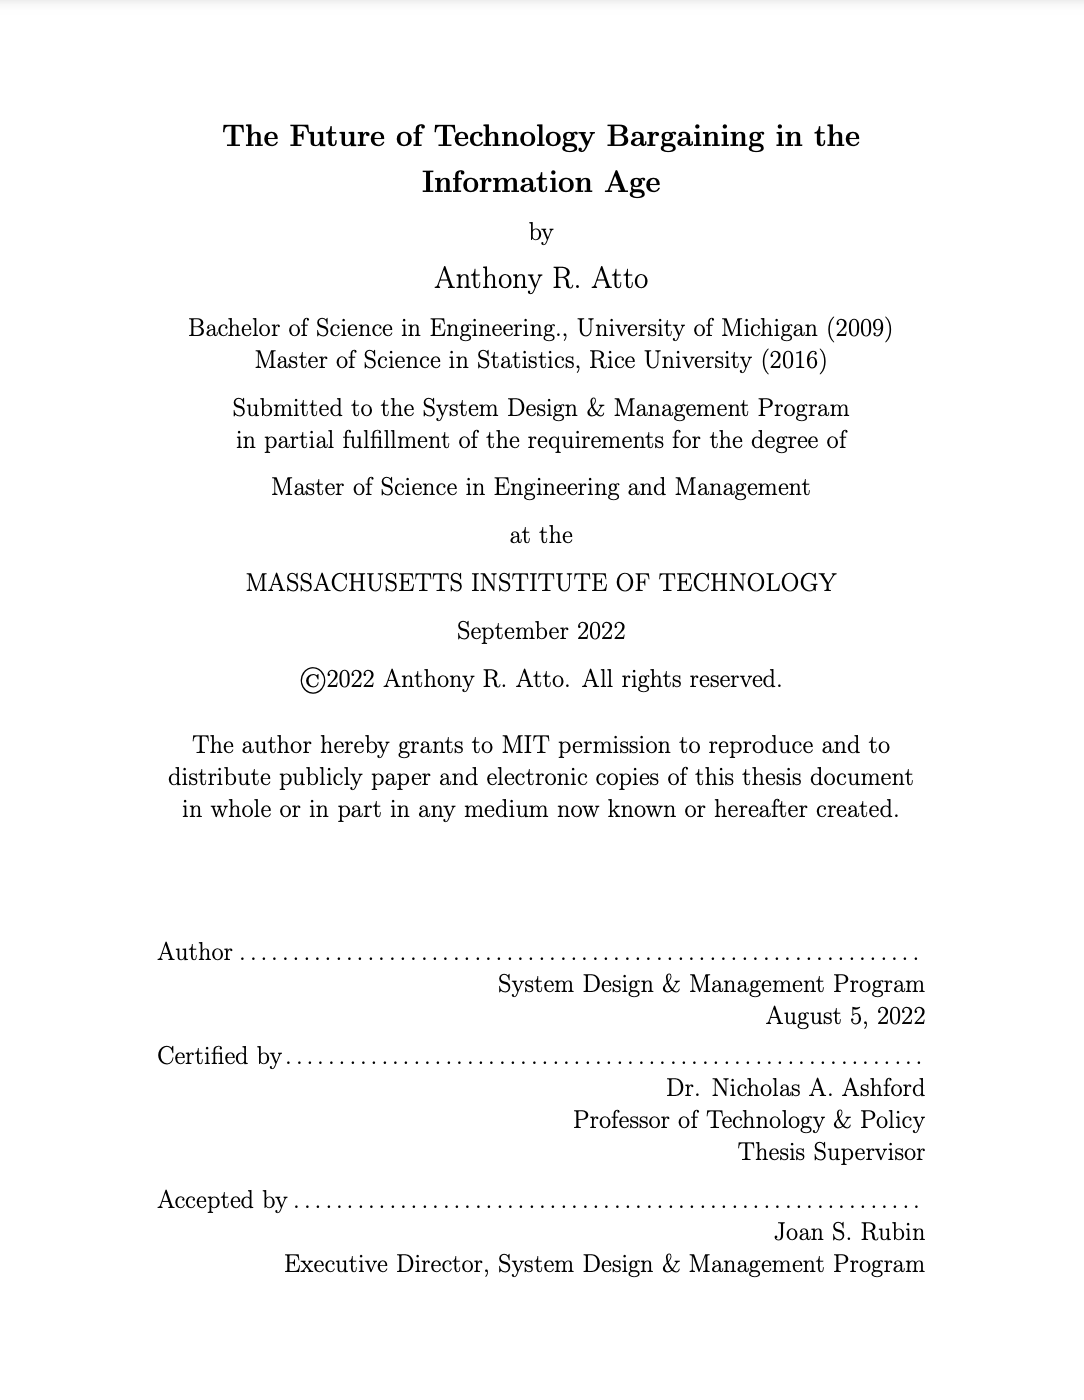 The Future of Technology Bargaining in the
Information Age
by
Anthony R. Atto
Bachelor of Science in Engineering., University of Michigan (2009)
Master of Science in Statistics, Rice University (2016)
Submitted to the System Design & Management Program
in partial fulfillment of the requirements for the degree of
Master of Science in Engineering and Management
at the
MASSACHUSETTS INSTITUTE OF TECHNOLOGY
September 2022
©2022 Anthony R. Atto. All rights reserved.
The author hereby grants to MIT permission to reproduce and to
distribute publicly paper and electronic copies of this thesis document
in whole or in part in any medium now known or hereafter created.
Author ................................................................
System Design & Management Program
August 5, 2022
Certified by............................................................
Dr. Nicholas A. Ashford
Professor of Technology & Policy
Thesis Supervisor
Accepted by ...........................................................
Joan S. Rubin
Executive Director, System Design & Management Program